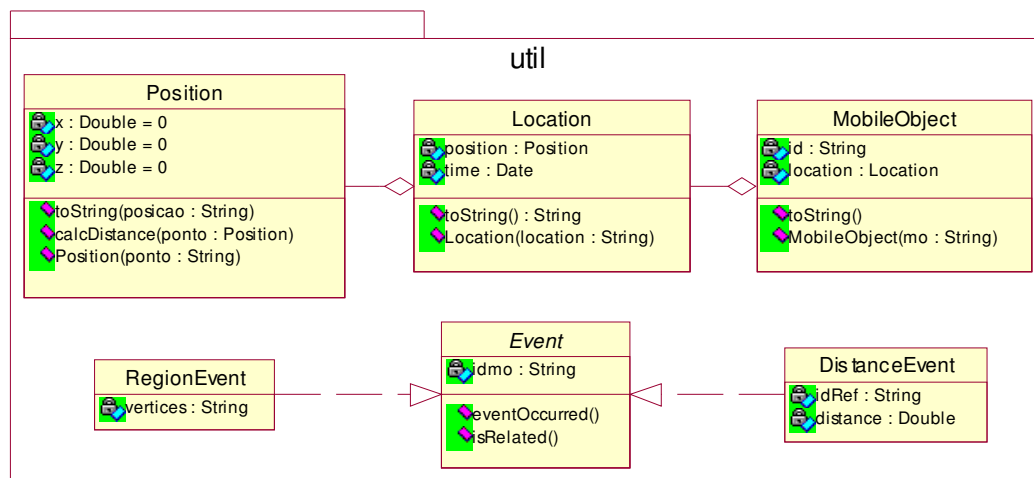 util
Position
x : Double = 0
y : Double = 0
z : Double = 0
toString(posicao : String)
calcDistance(ponto : Position)
Position(ponto : String)
Location
position : Position
time : Date
toString() : String
Location(location : String)
MobileObject
id : String
location : Location
toString()
MobileObject(mo : String)
RegionEvent
vertices : String
Event
idmo : String
eventOccurred()
isRelated()
DistanceEvent
idRef : String
distance : Double